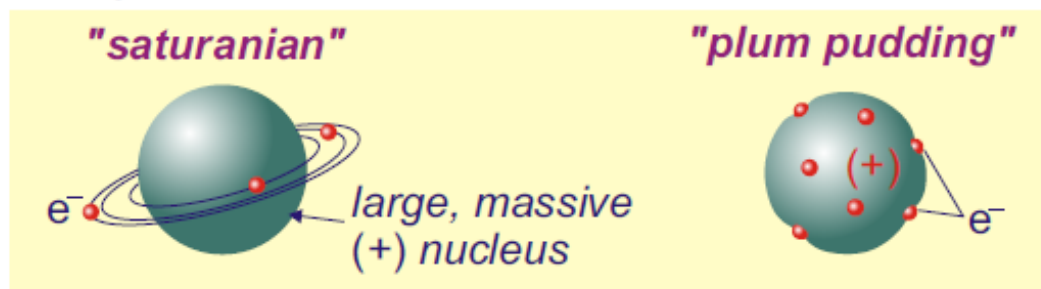 "saturanian"
"plum pudding"
e⁻
large, massive
(+) nucleus
(+)
e⁻